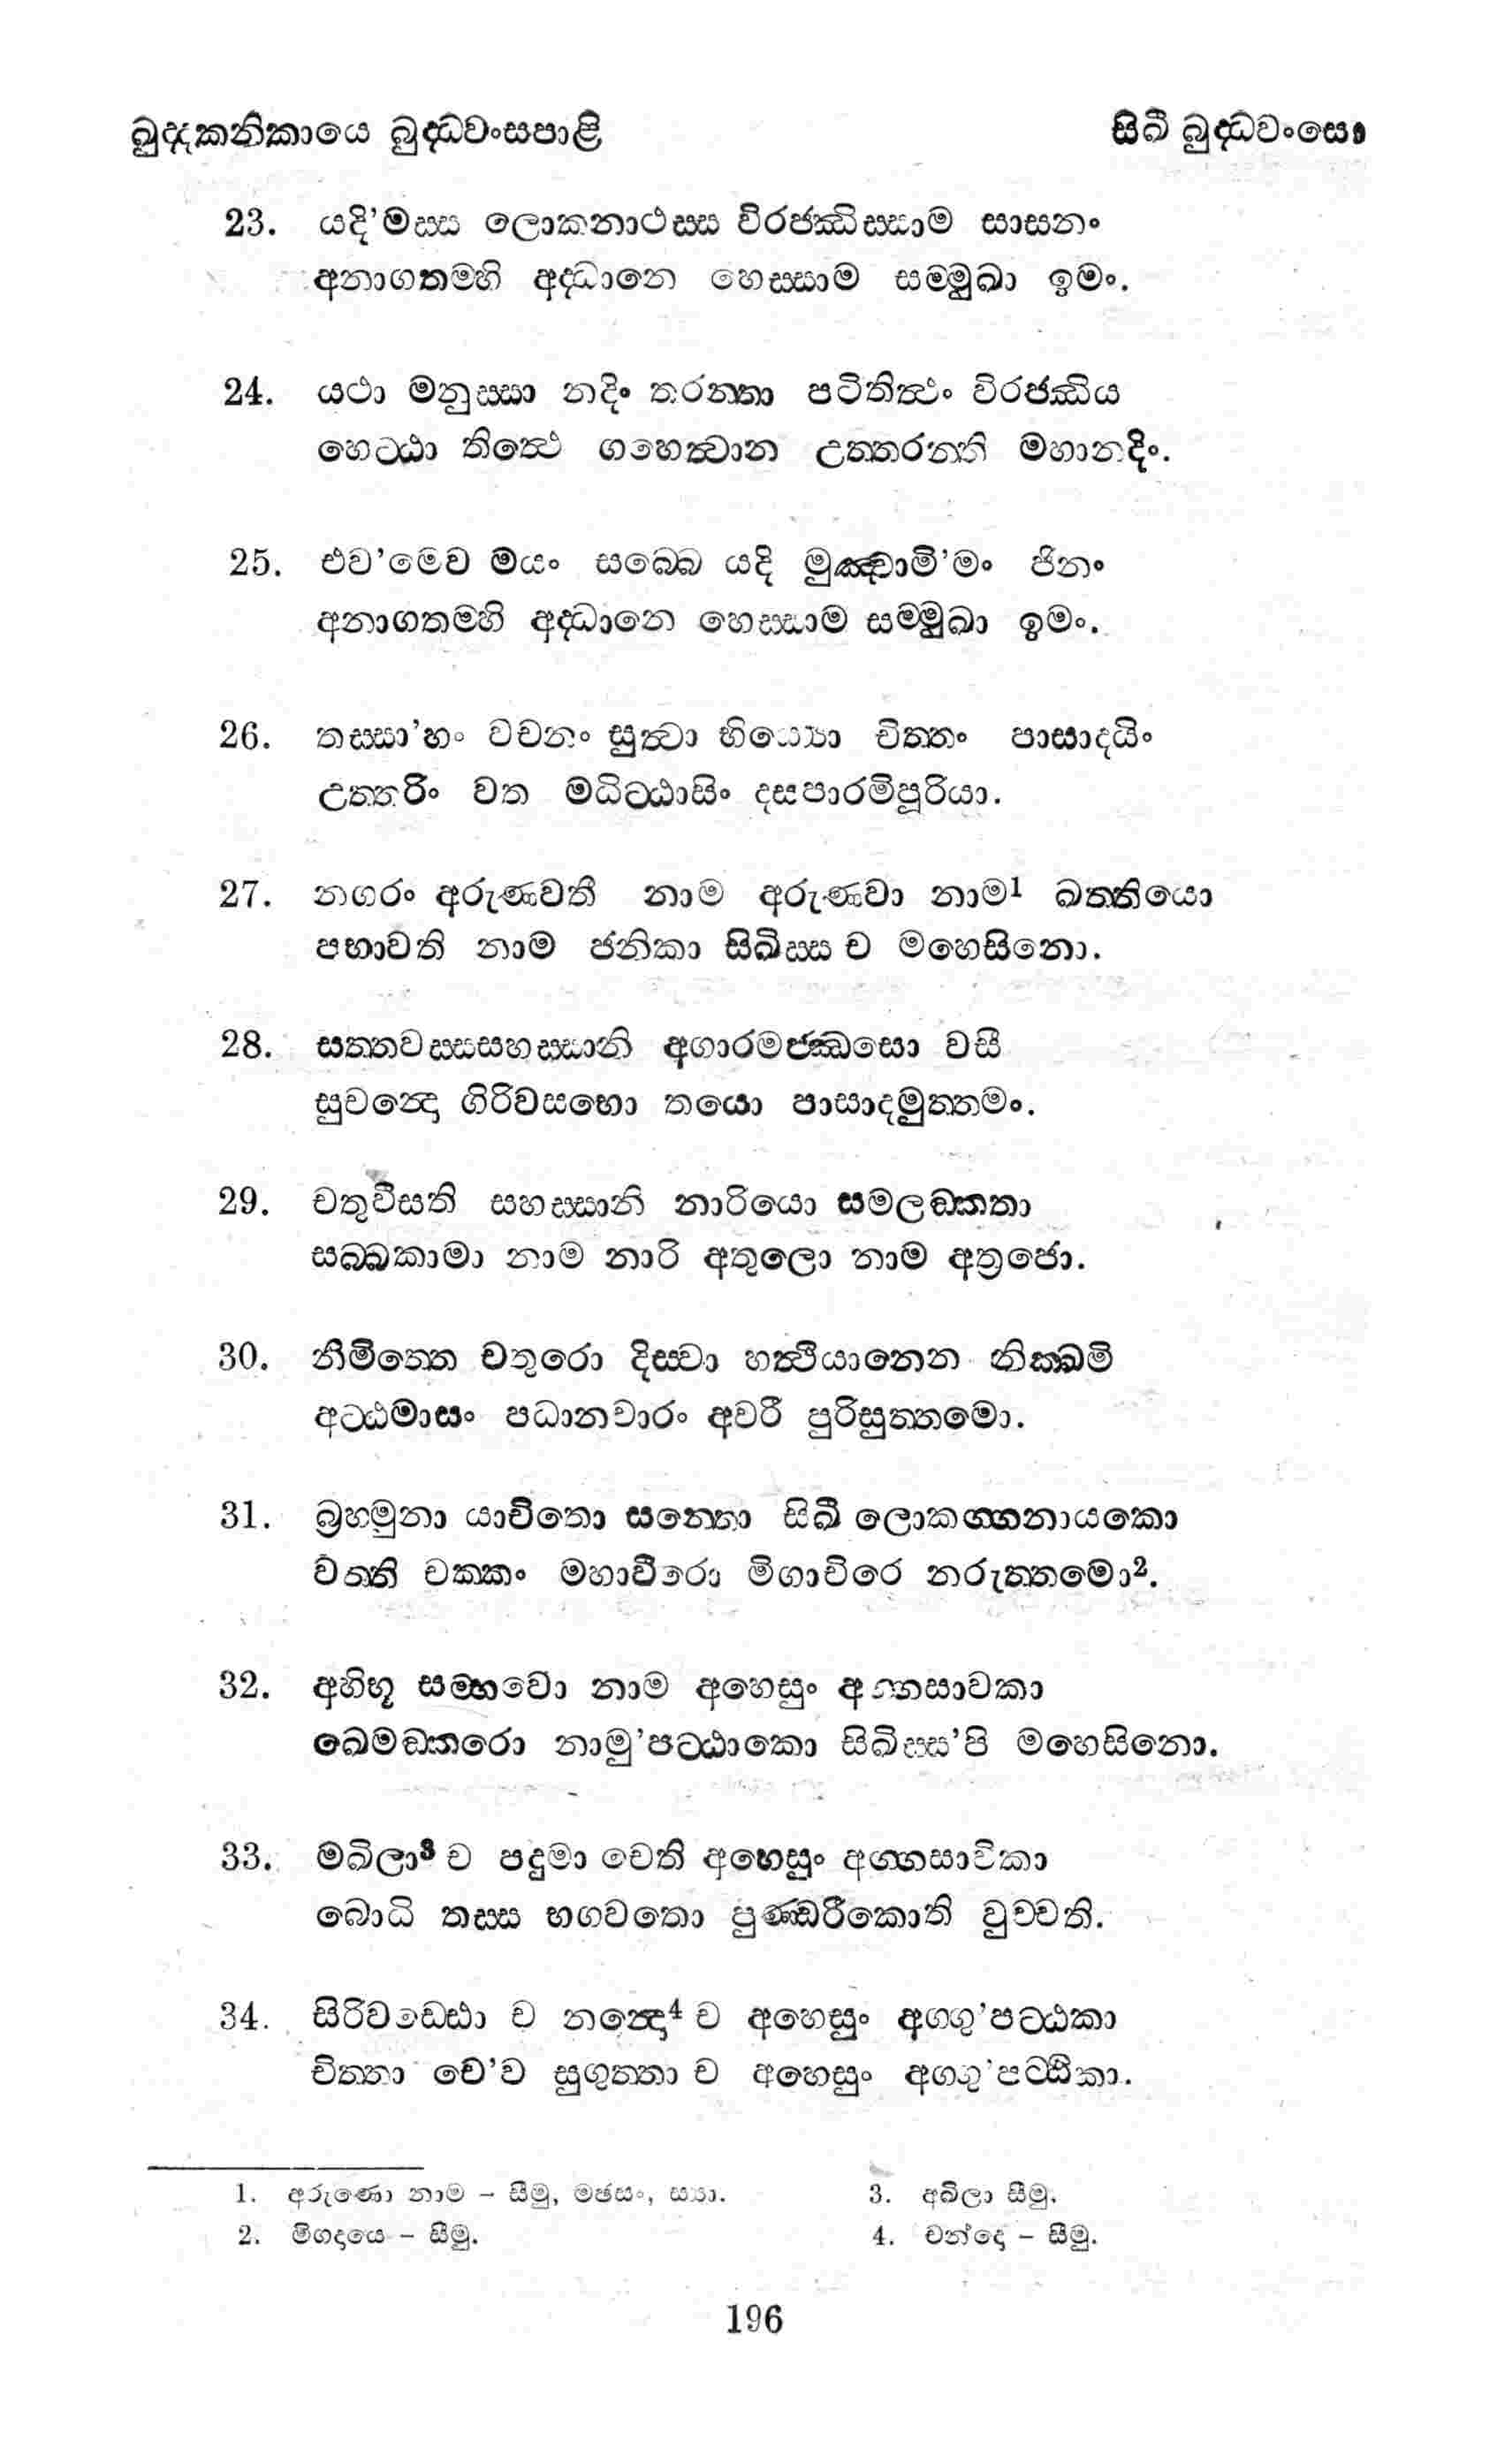 ඛුද්දකනිකායෙ බුද්ධවංසපාළි
සිඛී බුද්ධවංසො
23. යදි’මස්ස ලොකනාථස්ස විරජ්ඣිස්සාම සාසනං
අනාගතම්හි අද්ධානෙ හෙස්සාම සම්මුඛා ඉමං.
24. යථා මනුස්සා නදිං තරන්තා පටිතිත්ථං විරජ්ඣිය
හෙට්ඨා තිත්ථෙ ගහෙත්වාන උත්තරන්ති මහානදිං.
25. එව’මෙව මයං සබ්බෙ යදි මුඤ්චාමි’මං ජිනං
අනාගතම්හි අද්ධානෙ හෙස්සාම සම්මුඛා ඉමං.
26. තස්සා’හං වචනං සුත්වා භිය්‍යො චිත්තං පාසාදයිං
උත්තරිං වත මධිට්ඨාසිං දසපාරමිපූරියා.
27. නගරං අරුණවතී නාම අරුණවා නාම¹ ඛත්තියො
පභාවති නාම ජනිකා සිඛිස්ස ච මහෙසිනො.
28. සත්තවස්සසහස්සානි අගාරමජ්ඣසො වසී
සුචන්දො ගිරිවසභො තයො පාසාදමුත්තමං.
29. චතුවීසති සහස්සානි නාරියො සමලඞ්කතා
සබ්බකාමා නාම නාරි අතුලො නාම අත්‍රජො.
30. නිමිත්තෙ චතුරො දිස්වා හත්ථියානෙන නික්ඛමි
අට්ඨමාසං පධානචාරං අචරී පුරිසුත්තමො.
31. බ්‍රහ්මුනා යාචිතො සන්තො සිඛී ලොකග්ගනායකො
වත්ති චක්කං මහාවීරො මිගාචිරෙ නරුත්තමො².
32. අභිභූ සම්භවො නාම අහෙසුං අග්ගසාවකා
ඛෙමඞ්කරො නාමු’පට්ඨාකො සිඛිස්ස’පි මහෙසිනො.
33. මඛිලා³ ච පදුමා චෙති අහෙසුං අග්ගසාවිකා
බොධි තස්ස භගවතො පුණ්ඩරීකොති වුච්චති.
34. සිරිවඩ්ඪො ච නන්දො⁴ ච අහෙසුං අග්ගු’පට්ඨකා
චිත්තා චෙ’ව සුගුත්තා ච අහෙසුං අග්ගු’පට්ඨිකා.
1. අරුණො නාම – සීමු, මඡසං, ස්‍යා.
2. මිගදායෙ – සීමු.
3. අඛිලා සීමු.
4. චන්දො – සීමු.
196